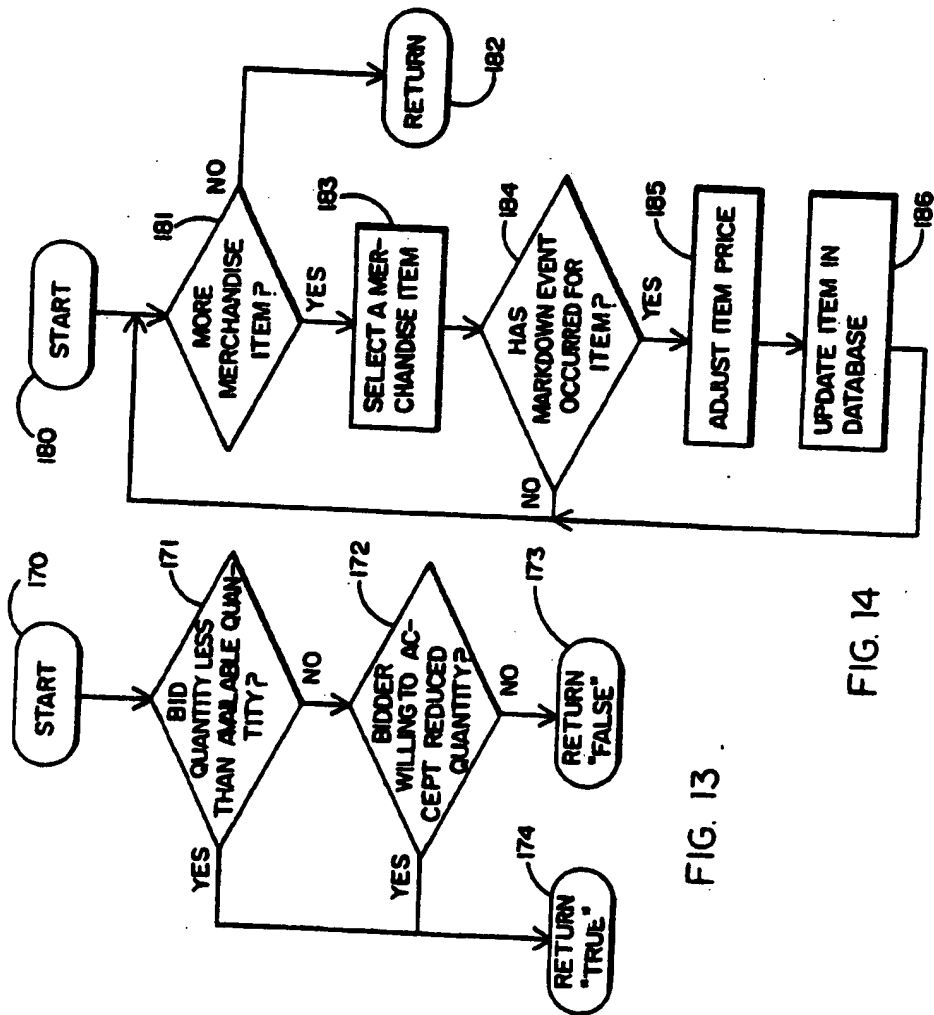 START
170
BID
QUANTITY LESS
THAN AVAILABLE QUAN-
TITY?
171
YES
NO
BIDDER
WILLING TO AC-
CEPT REDUCED
QUANTITY?
172
YES
NO
RETURN
"FALSE"
173
RETURN
"TRUE"
174
FIG. 13
START
180
MORE
MERCHANDISE
ITEM?
181
NO
RETURN
182
YES
SELECT A MER-
CHANDISE ITEM
183
HAS
MARKDOWN EVENT
OCCURRED FOR
ITEM?
184
NO
YES
ADJUST ITEM PRICE
185
UPDATE ITEM IN
DATABASE
186
FIG. 14